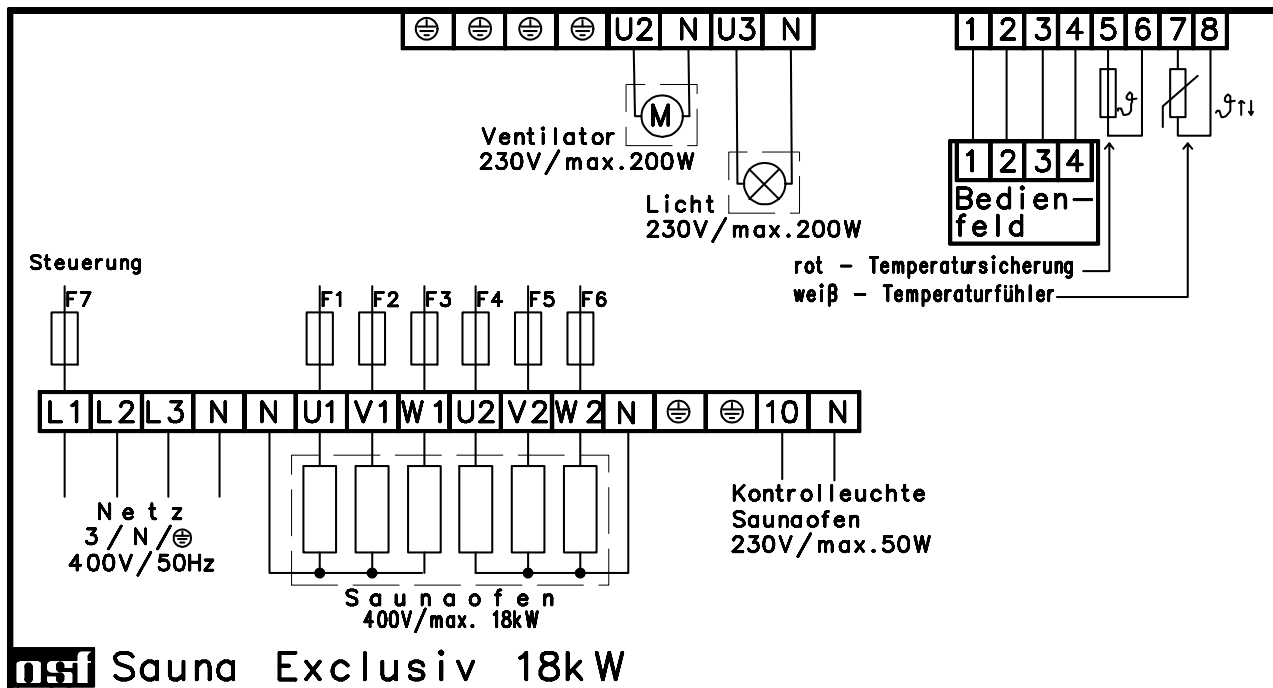 U2 N U3 N
1 2 3 4 5 6 7 8
M
ϑ
ϑ↑↓
Ventilator
230V/max.200W
1 2 3 4
Bedien-
feld
Licht
230V/max.200W
rot - Temperatursicherung
weiß - Temperaturfühler
Steuerung
F7 F1 F2 F3 F4 F5 F6
L1 L2 L3 N N U1 V1 W1 U2 V2 W2 N 10 N
Netz
3/N/
400V/50Hz
Kontrolleuchte
Saunaofen
230V/max.50W
Saunaofen
400V/max. 18kW
osf Sauna Exclusiv 18kW